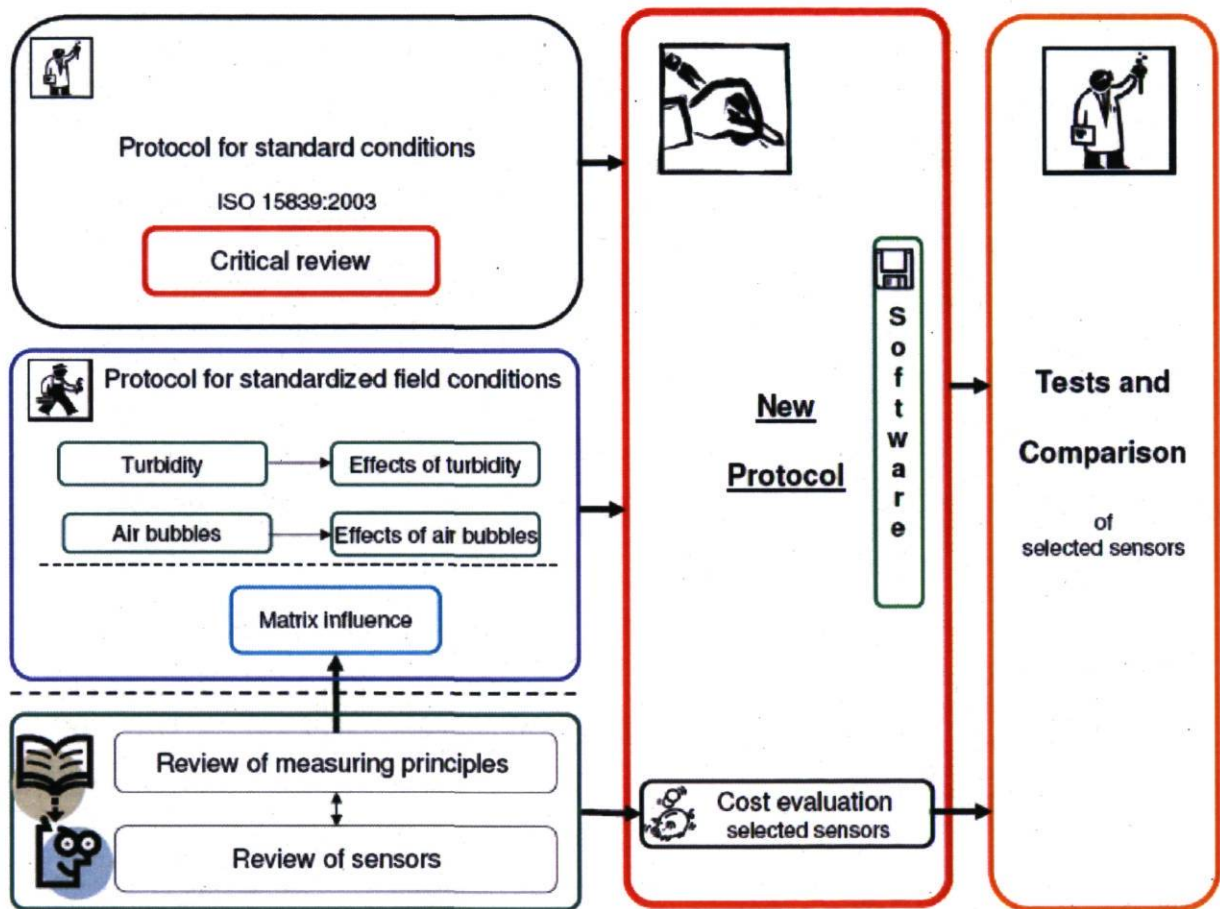 Protocol for standard conditions
ISO 15839:2003
Critical review
Protocol for standardized field conditions
Turbidity
Effects of turbidity
Air bubbles
Effects of air bubbles
Matrix influence
Review of measuring principles
Review of sensors
New
Protocol
Software
Cost evaluation
selected sensors
Tests and
Comparison
of
selected sensors